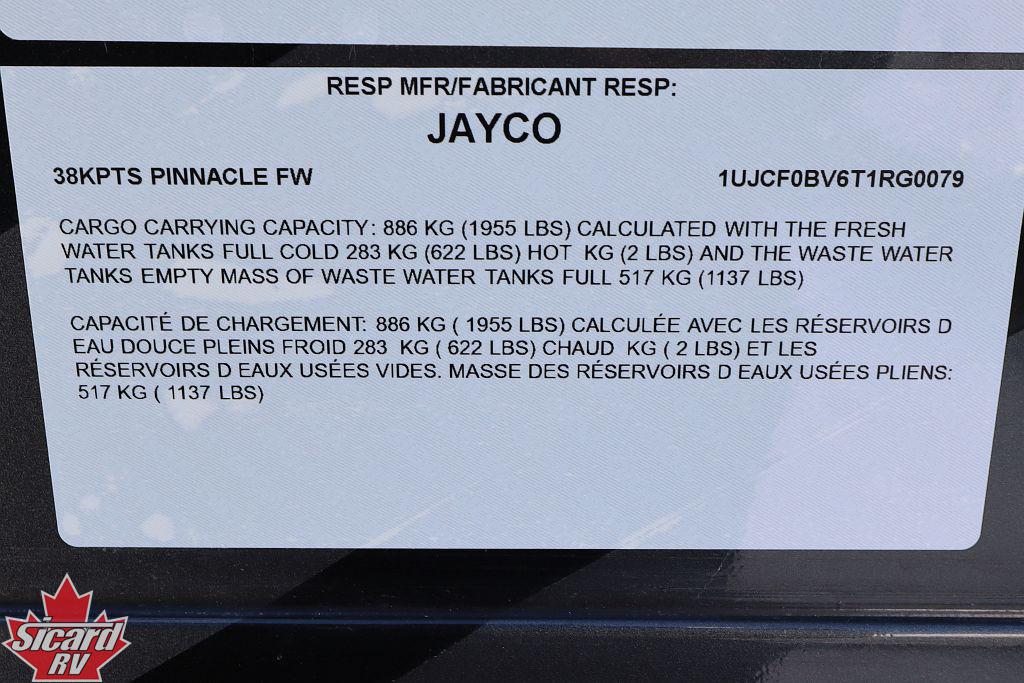 RESP MFR/FABRICANT RESP:
JAYCO
38KPTS PINNACLE FW 1UJCF0BV6T1RG0079
CARGO CARRYING CAPACITY: 886 KG (1955 LBS) CALCULATED WITH THE FRESH
WATER TANKS FULL COLD 283 KG (622 LBS) HOT KG (2 LBS) AND THE WASTE WATER
TANKS EMPTY MASS OF WASTE WATER TANKS FULL 517 KG (1137 LBS)
CAPACITÉ DE CHARGEMENT: 886 KG ( 1955 LBS) CALCULÉE AVEC LES RÉSERVOIRS D
EAU DOUCE PLEINS FROID 283 KG ( 622 LBS) CHAUD KG ( 2 LBS) ET LES
RÉSERVOIRS D EAUX USÉES VIDES. MASSE DES RÉSERVOIRS D EAUX USÉES PLIENS:
517 KG ( 1137 LBS)
Sicard
RV